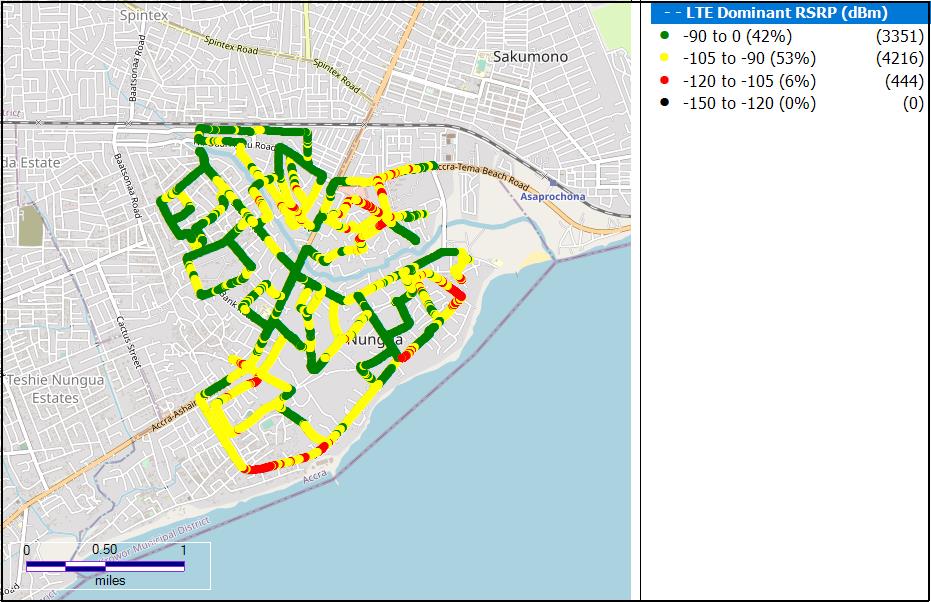 - - LTE Dominant RSRP (dBm)
-90 to 0 (42%) (3351)
-105 to -90 (53%) (4216)
-120 to -105 (6%) (444)
-150 to -120 (0%) (0)
Spintex
Spintex Road
Spintex Road
Baatsonaa Road
Sakumono
da Estate
Baatsonaa Road
Accra-Tema Beach Road
Asaprochona
Cactus Street
Nungua
Teshie Nungua
Estates
Accra
Municipal District
0 0.50 1
miles